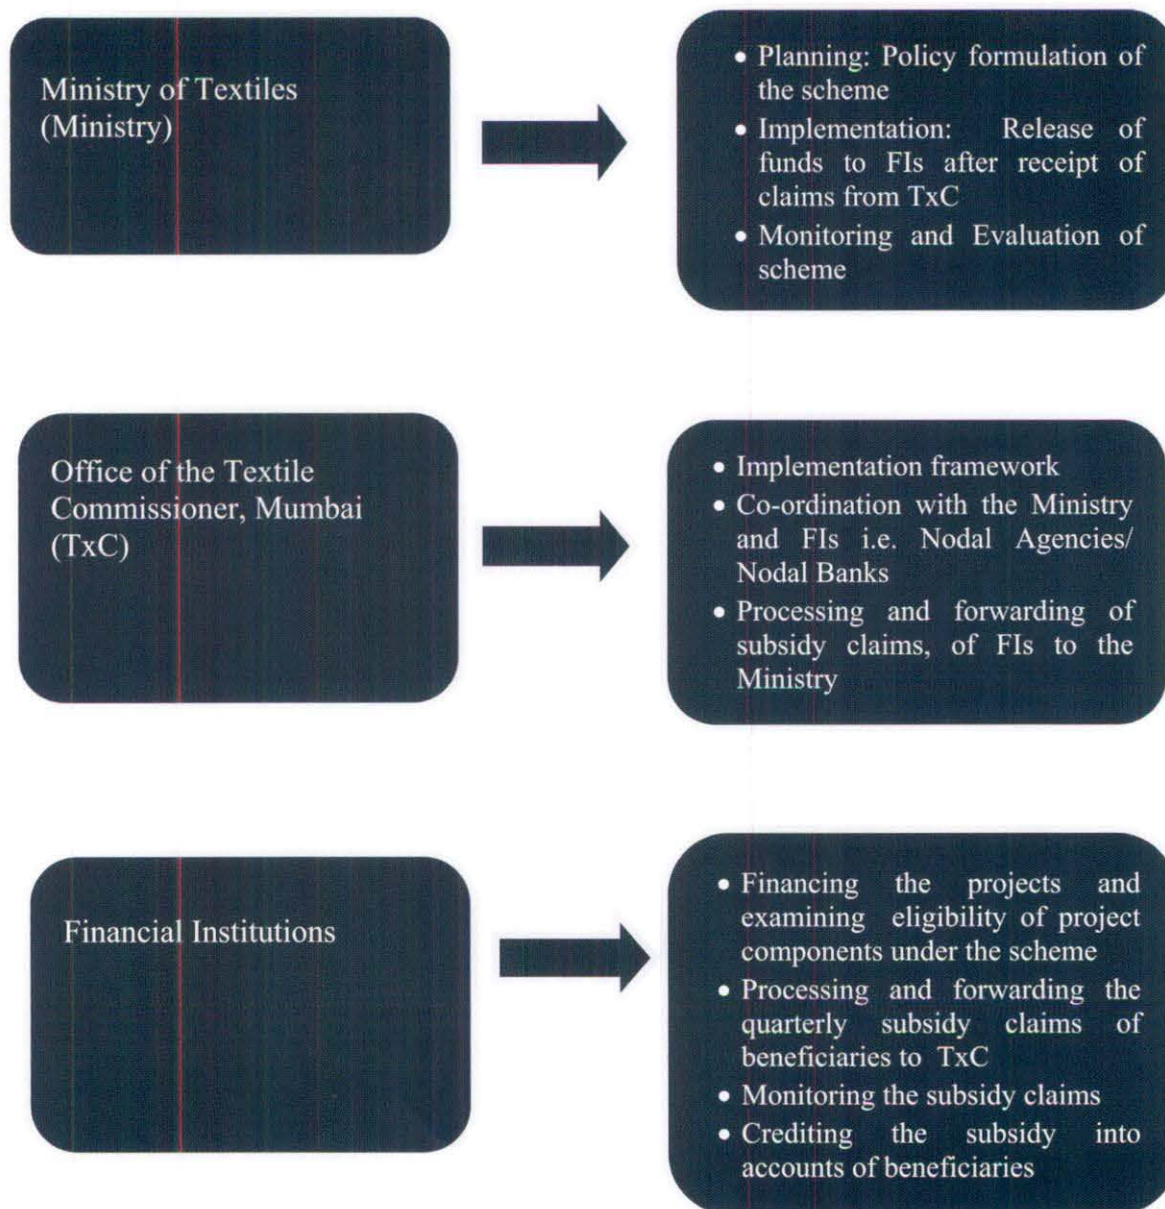 Ministry of Textiles
(Ministry)
• Planning: Policy formulation of
the scheme
• Implementation: Release of
funds to FIs after receipt of
claims from TxC
• Monitoring and Evaluation of
scheme
Office of the Textile
Commissioner, Mumbai
(TxC)
• Implementation framework
• Co-ordination with the Ministry
and FIs i.e. Nodal Agencies/
Nodal Banks
• Processing and forwarding of
subsidy claims, of FIs to the
Ministry
Financial Institutions
• Financing the projects and
examining eligibility of project
components under the scheme
• Processing and forwarding the
quarterly subsidy claims of
beneficiaries to TxC
• Monitoring the subsidy claims
• Crediting the subsidy into
accounts of beneficiaries